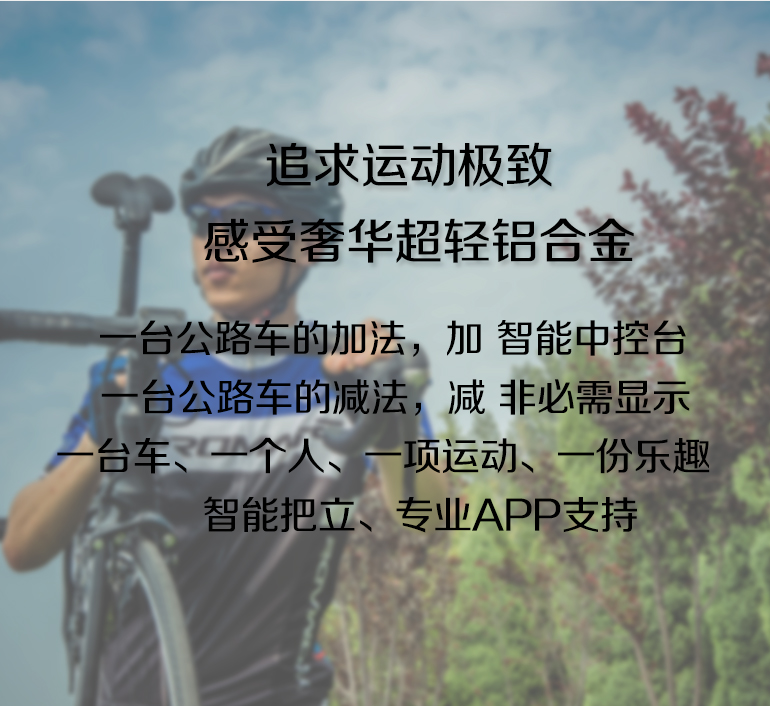 追求运动极致
感受奢华超轻铝合金
一台公路车的加法，加 智能中控台
一台公路车的减法，减 非必需显示
一台车、一个人、一项运动、一份乐趣
智能把立、专业APP支持